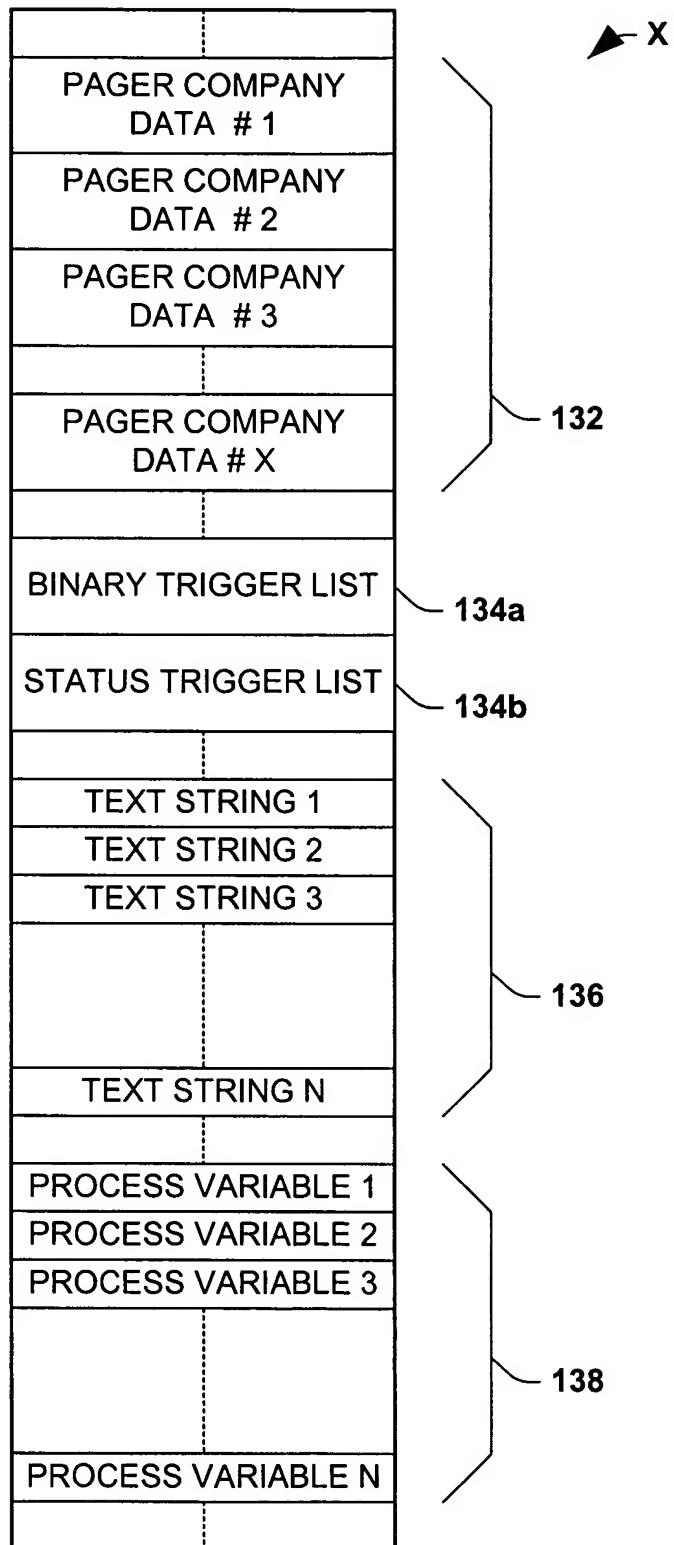 X
PAGER COMPANY
DATA # 1
PAGER COMPANY
DATA # 2
PAGER COMPANY
DATA # 3
PAGER COMPANY
DATA # X
132
BINARY TRIGGER LIST
134a
STATUS TRIGGER LIST
134b
TEXT STRING 1
TEXT STRING 2
TEXT STRING 3
136
TEXT STRING N
PROCESS VARIABLE 1
PROCESS VARIABLE 2
PROCESS VARIABLE 3
138
PROCESS VARIABLE N